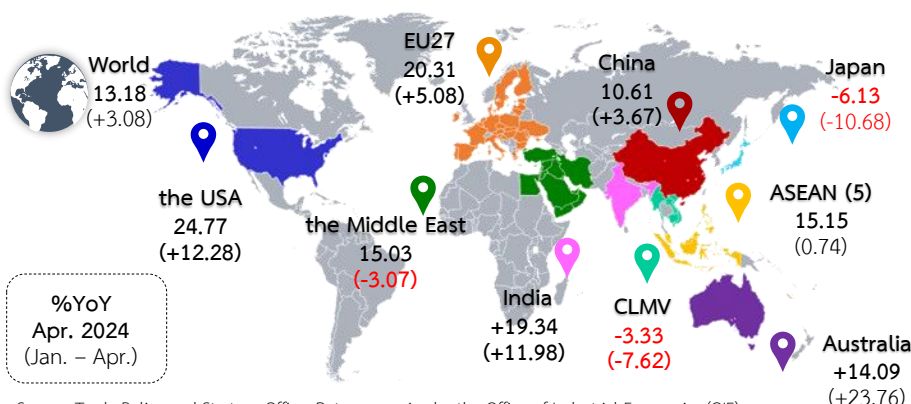 World
13.18
(+3.08)
EU27
20.31
(+5.08)
China
10.61
(+3.67)
Japan
-6.13
(-10.68)
the USA
24.77
(+12.28)
the Middle East
15.03
(-3.07)
ASEAN (5)
15.15
(0.74)
India
+19.34
(+11.98)
CLMV
-3.33
(-7.62)
Australia
+14.09
(+23.76)
%YoY
Apr. 2024
(Jan. – Apr.)